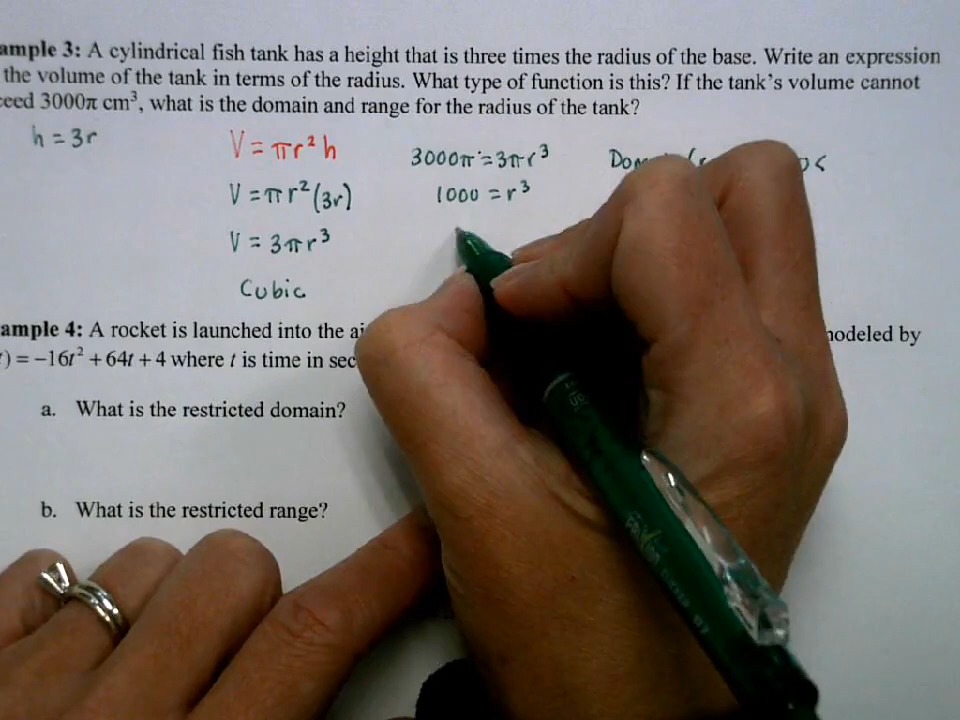 ample 3: A cylindrical fish tank has a height that is three times the radius of the base. Write an expression
the volume of the tank in terms of the radius. What type of function is this? If the tank's volume cannot
eed 3000π cm³, what is the domain and range for the radius of the tank?
h = 3r
V = πr²h
V = πr²(3r)
V = 3πr³
Cubic
3000π = 3πr³
1000 = r³
ample 4: A rocket is launched into the
modeled by
) = −16t² + 64t + 4 where t is time in sec
a. What is the restricted domain?
b. What is the restricted range?